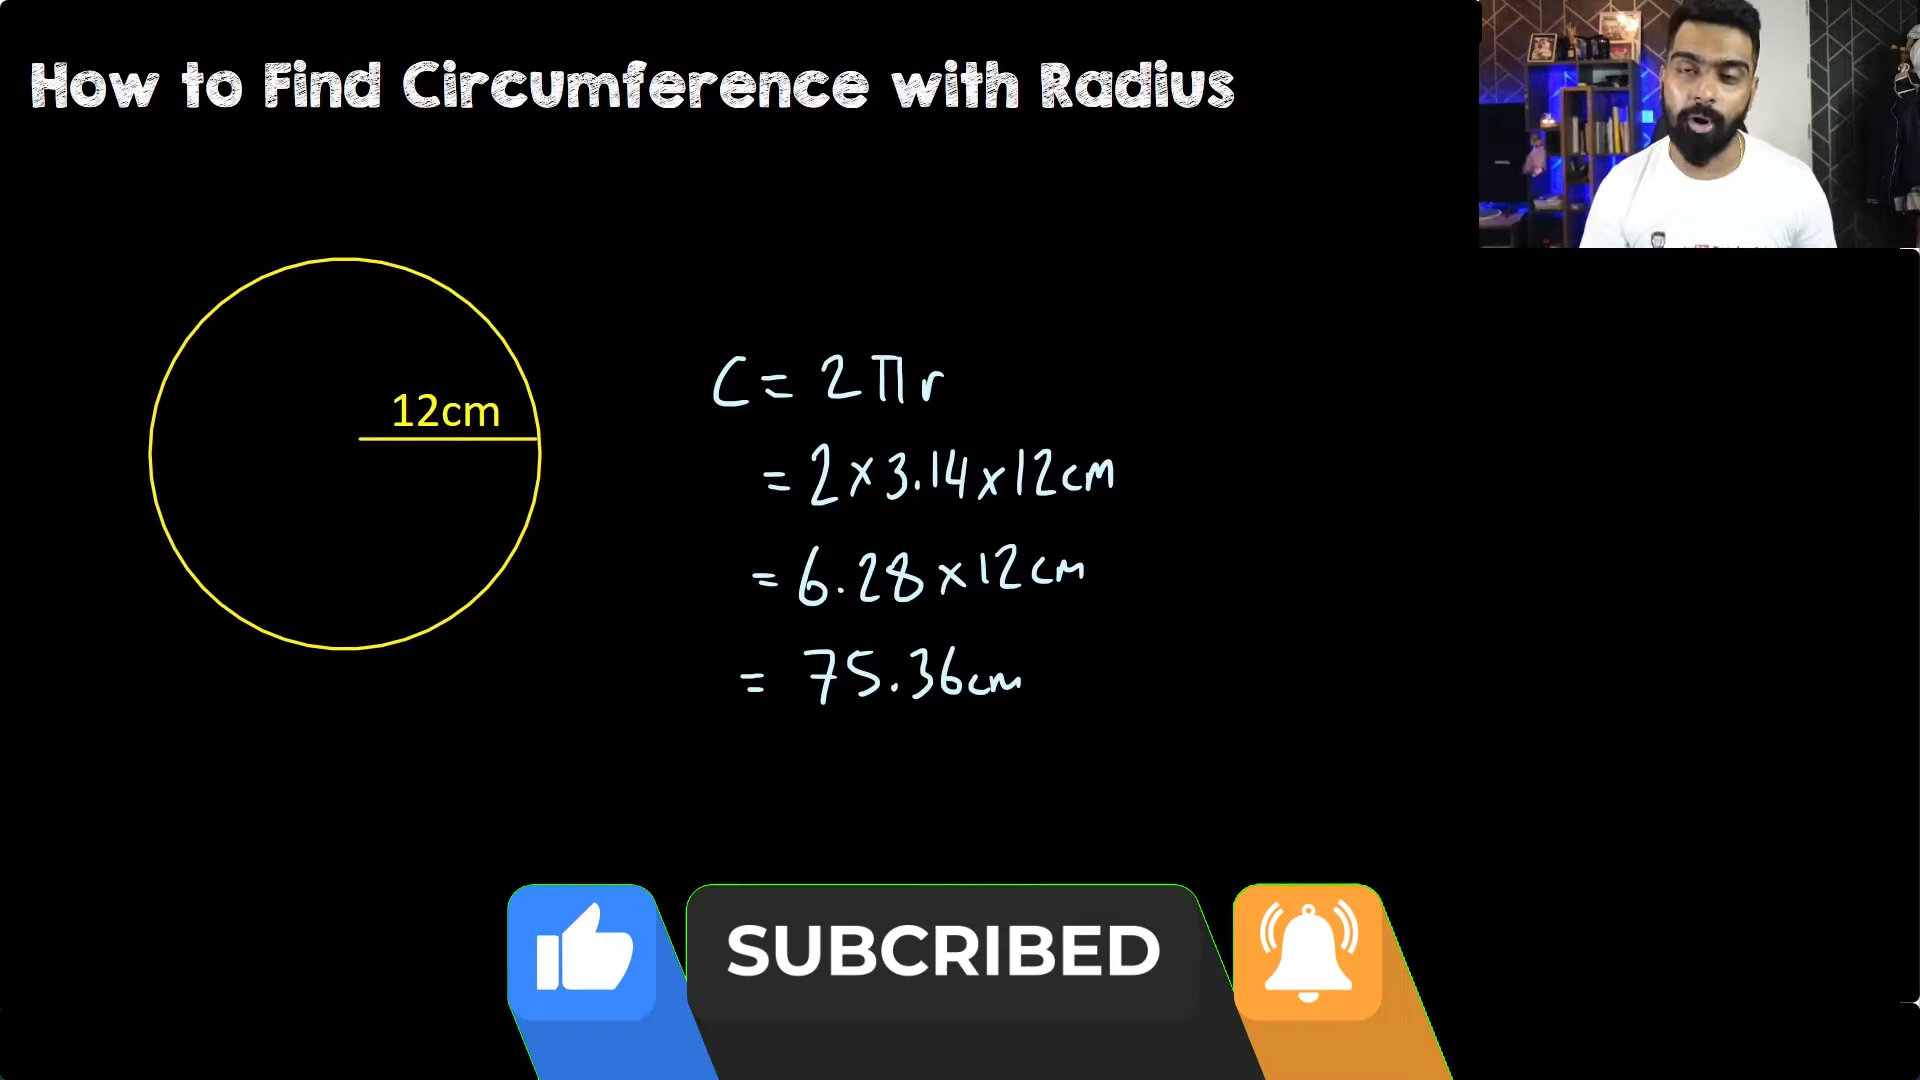 How to Find Circumference with Radius
12cm
C = 2πr
= 2 × 3.14 × 12cm
= 6.28 × 12cm
= 75.36cm
SUBCRIBED